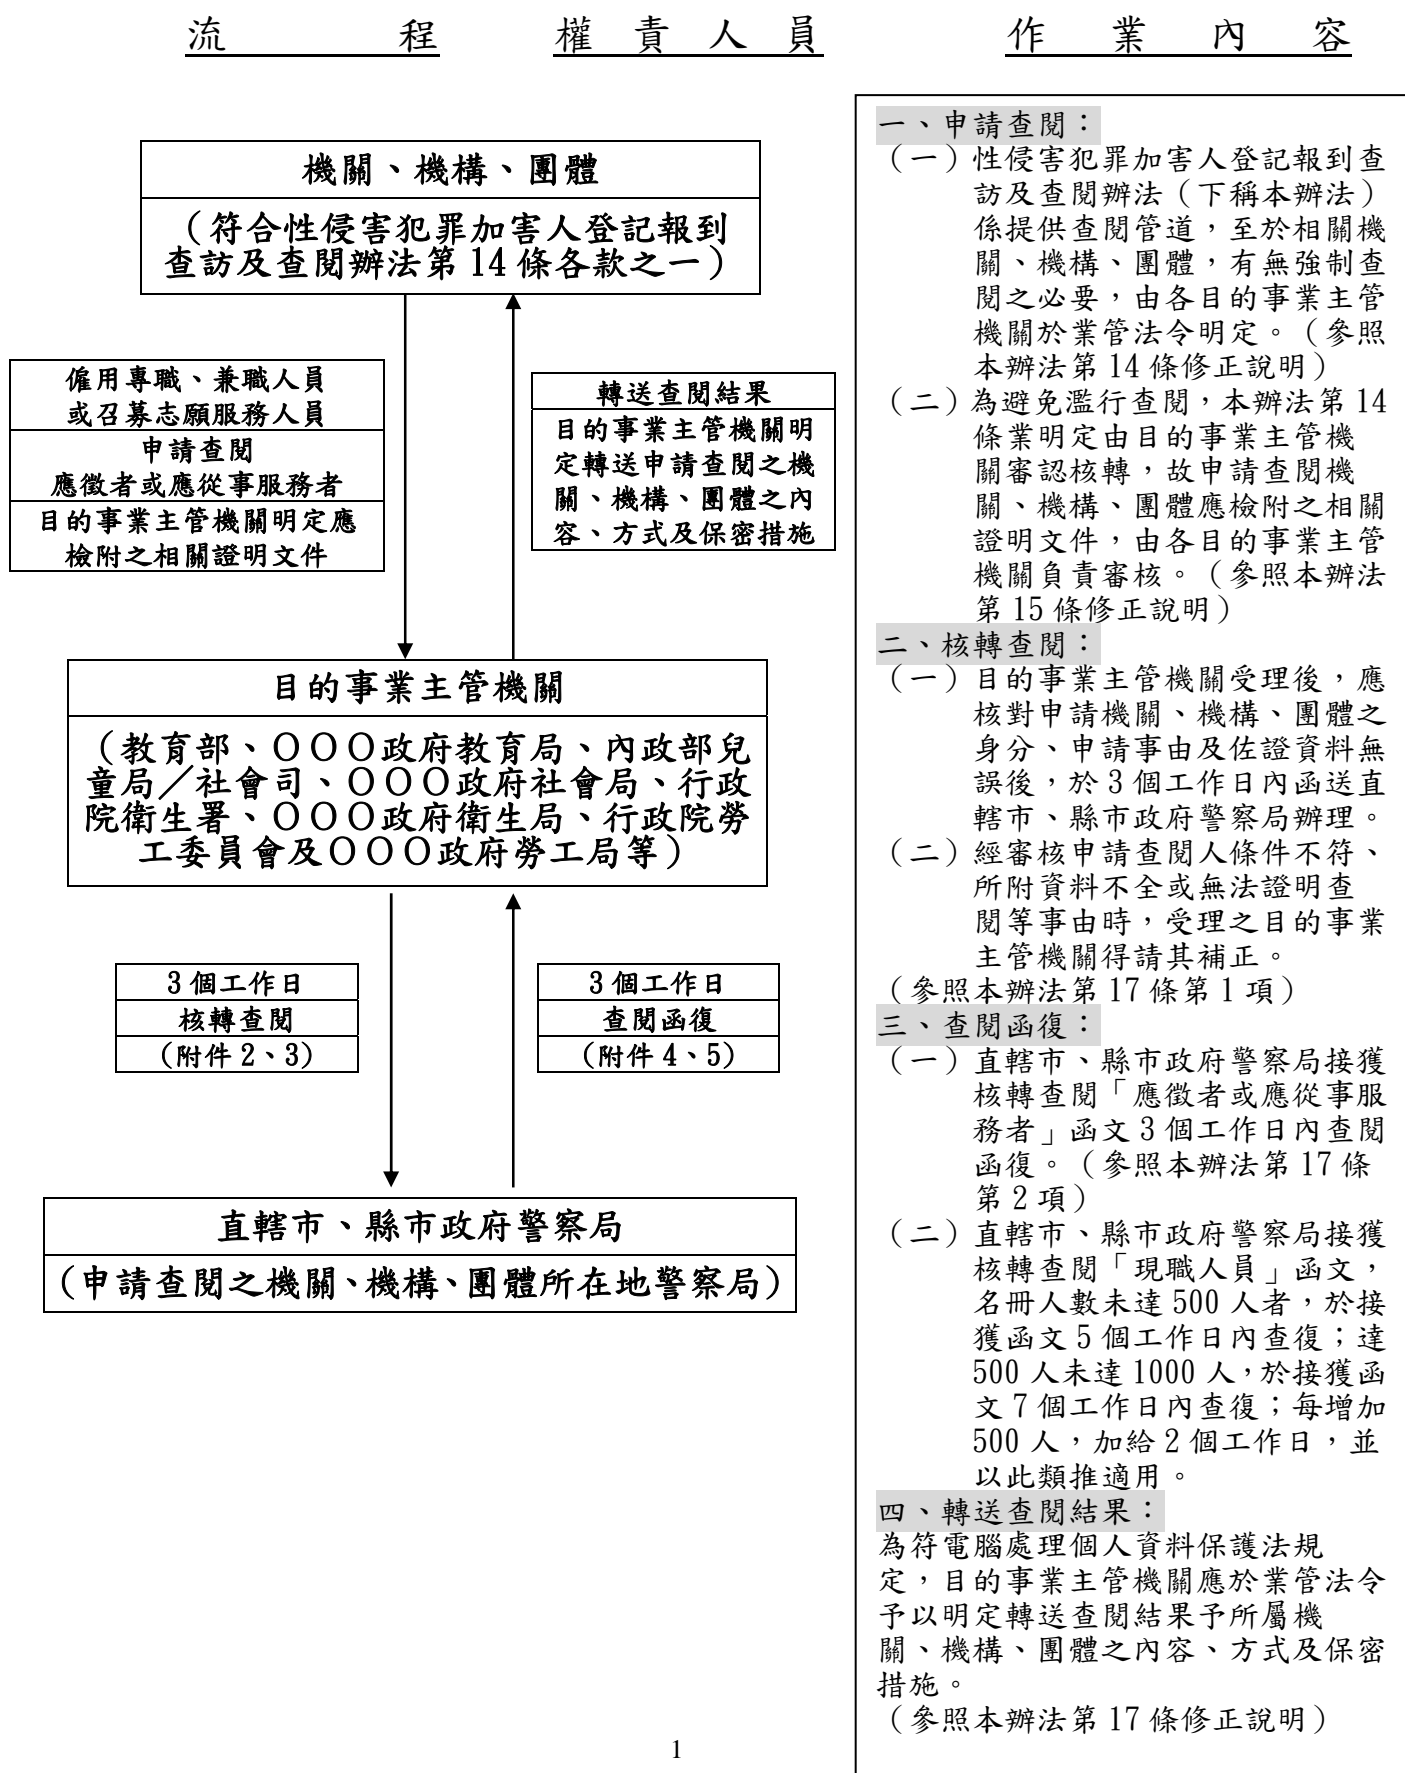 流程 權責人員 作業內容
機關、機構、團體
（符合性侵害犯罪加害人登記報到
查訪及查閱辦法第14條各款之一）
僱用專職、兼職人員
或召募志願服務人員
申請查閱
應徵者或應從事服務者
目的事業主管機關明定應
檢附之相關證明文件
轉送查閱結果
目的事業主管機關明
定轉送申請查閱之機
關、機構、團體之內
容、方式及保密措施
目的事業主管機關
（教育部、ＯＯＯ政府教育局、內政部兒
童局／社會司、ＯＯＯ政府社會局、行政
院衛生署、ＯＯＯ政府衛生局、行政院勞
工委員會及ＯＯＯ政府勞工局等）
3個工作日
核轉查閱
(附件2、3)
3個工作日
查閱函復
(附件4、5)
直轄市、縣市政府警察局
(申請查閱之機關、機構、團體所在地警察局)
一、申請查閱：
（一）性侵害犯罪加害人登記報到查
訪及查閱辦法（下稱本辦法）
係提供查閱管道，至於相關機
關、機構、團體，有無強制查
閱之必要，由各目的事業主管
機關於業管法令明定。（參照
本辦法第14條修正說明）
（二）為避免濫行查閱，本辦法第14
條業明定由目的事業主管機
關審認核轉，故申請查閱機
關、機構、團體應檢附之相關
證明文件，由各目的事業主管
機關負責審核。（參照本辦法
第15條修正說明）
二、核轉查閱：
（一）目的事業主管機關受理後，應
核對申請機關、機構、團體之
身分、申請事由及佐證資料無
誤後，於3個工作日內函送直
轄市、縣市政府警察局辦理。
（二）經審核申請查閱人條件不符、
所附資料不全或無法證明查
閱等事由時，受理之目的事業
主管機關得請其補正。
（參照本辦法第17條第1項）
三、查閱函復：
（一）直轄市、縣市政府警察局接獲
核轉查閱「應徵者或應從事服
務者」函文3個工作日內查閱
函復。（參照本辦法第17條
第2項）
（二）直轄市、縣市政府警察局接獲
核轉查閱「現職人員」函文，
名冊人數未達500人者，於接
獲函文5個工作日內查復；達
500人未達1000人，於接獲函
文7個工作日內查復；每增加
500人，加給2個工作日，並
以此類推適用。
四、轉送查閱結果：
為符電腦處理個人資料保護法規
定，目的事業主管機關應於業管法令
予以明定轉送查閱結果予所屬機
關、機構、團體之內容、方式及保密
措施。
（參照本辦法第17條修正說明）
1